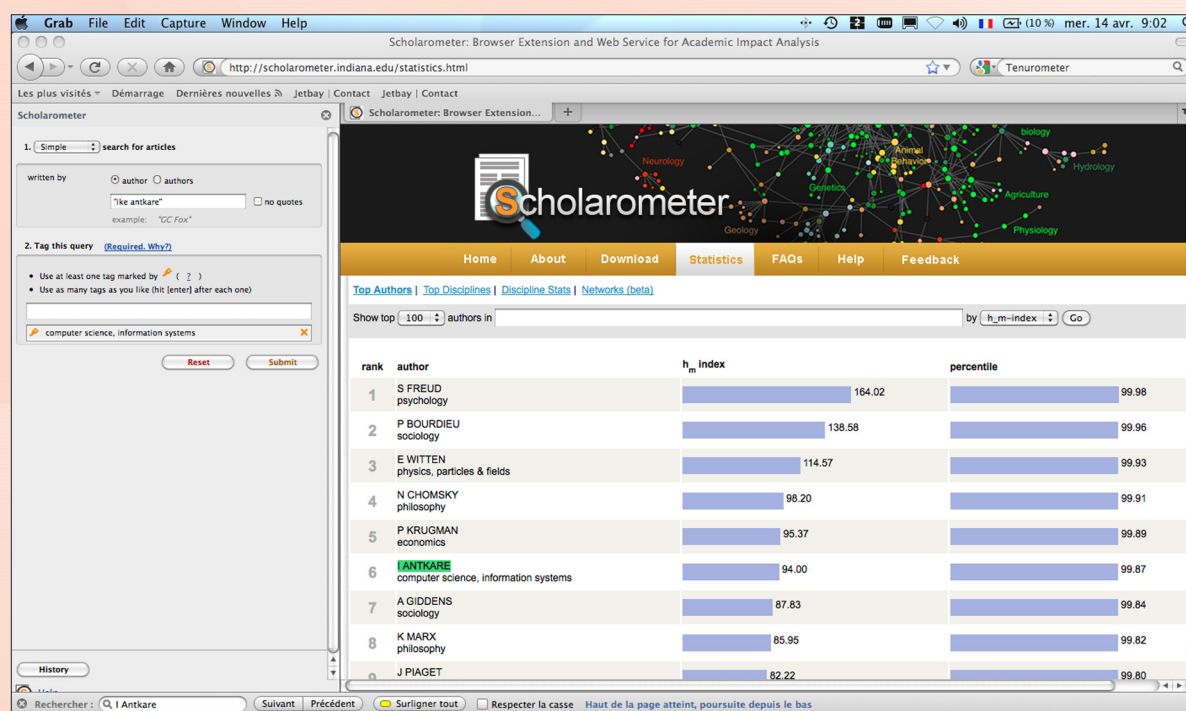 Grab File Edit Capture Window Help (10 %) mer. 14 avr. 9:02
Scholarometer: Browser Extension and Web Service for Academic Impact Analysis
http://scholarometer.indiana.edu/statistics.html Tenurometer
Les plus visités Démarrage Dernières nouvelles Jetbay | Contact Jetbay | Contact
Scholarometer
Scholarometer: Browser Extension... +
1. Simple search for articles
written by author authors
"ike antkare" no quotes
example: "GC Fox"
2. Tag this query (Required. Why?)
Use at least one tag marked by ( ? )
Use as many tags as you like (hit [enter] after each one)
computer science, information systems
Reset Submit
History
Neurology
Animal Behavior
biology
Hydrology
Genetics
Agriculture
Geology
Physiology
Scholarometer
Home About Download Statistics FAQs Help Feedback
Top Authors | Top Disciplines | Discipline Stats | Networks (beta)
Show top 100 authors in by h_m-index Go
rank author hm index percentile
1 S FREUD psychology 164.02 99.98
2 P BOURDIEU sociology 138.58 99.96
3 E WITTEN physics, particles & fields 114.57 99.93
4 N CHOMSKY philosophy 98.20 99.91
5 P KRUGMAN economics 95.37 99.89
6 I ANTKARE computer science, information systems 94.00 99.87
7 A GIDDENS sociology 87.83 99.84
8 K MARX philosophy 85.95 99.82
J PIAGET 82.22 99.80
Rechercher : I Antkare Suivant Précédent Surligner tout Respecter la casse Haut de la page atteint, poursuite depuis le bas